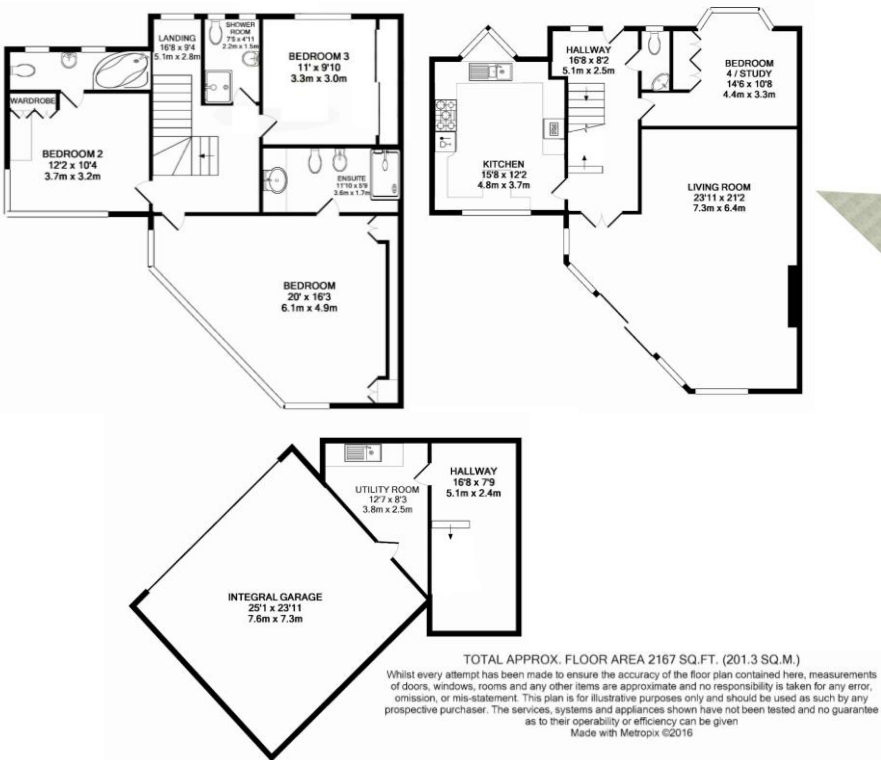 LANDING
16'8 x 9'4
5.1m x 2.8m
SHOWER
ROOM
7'5 x 4'11
2.2m x 1.5m
BEDROOM 3
11' x 9'10
3.3m x 3.0m
WARDROBE
BEDROOM 2
12'2 x 10'4
3.7m x 3.2m
ENSUITE
11'10 x 5'9
3.6m x 1.7m
BEDROOM
20' x 16'3
6.1m x 4.9m
HALLWAY
16'8 x 8'2
5.1m x 2.5m
BEDROOM
4 / STUDY
14'6 x 10'8
4.4m x 3.3m
KITCHEN
15'8 x 12'2
4.8m x 3.7m
LIVING ROOM
23'11 x 21'2
7.3m x 6.4m
UTILITY ROOM
12'7 x 8'3
3.8m x 2.5m
HALLWAY
16'8 x 7'9
5.1m x 2.4m
INTEGRAL GARAGE
25'1 x 23'11
7.6m x 7.3m
TOTAL APPROX. FLOOR AREA 2167 SQ.FT. (201.3 SQ.M.)
Whilst every attempt has been made to ensure the accuracy of the floor plan contained here, measurements
of doors, windows, rooms and any other items are approximate and no responsibility is taken for any error,
omission, or mis-statement. This plan is for illustrative purposes only and should be used as such by any
prospective purchaser. The services, systems and appliances shown have not been tested and no guarantee
as to their operability or efficiency can be given
Made with Metropix ©2016